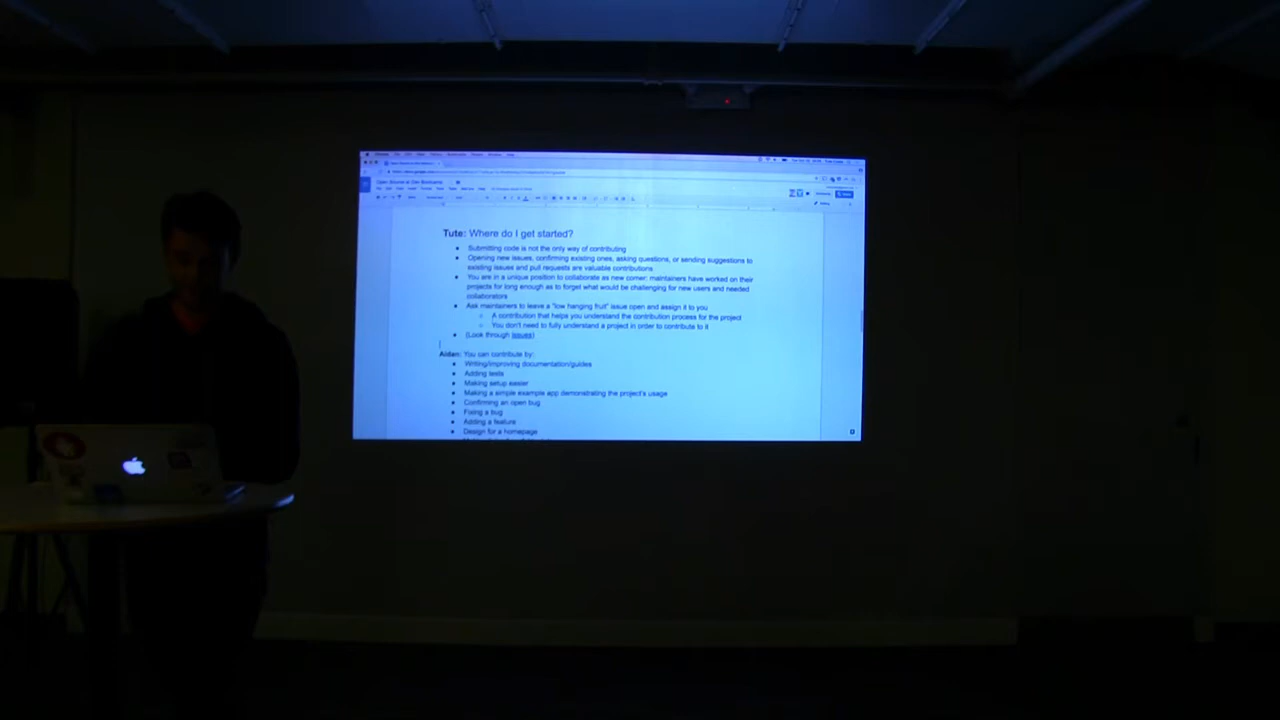 Open Source at Dev Bootcamp
Tute: Where do I get started?
Submitting code is not the only way of contributing
Opening new issues, confirming existing ones, asking questions, or sending suggestions to
existing issues and pull requests are valuable contributions
You are in a unique position to collaborate as new comer: maintainers have worked on their
projects for long enough as to forget what would be challenging for new users and needed
collaborators
Ask maintainers to leave a "low hanging fruit" issue open and assign it to you
A contribution that helps you understand the contribution process for the project
You don't need to fully understand a project in order to contribute to it
(Look through issues)
Aidan: You can contribute by:
Writing/improving documentation/guides
Adding tests
Making setup easier
Making a simple example app demonstrating the project's usage
Confirming an open bug
Fixing a bug
Adding a feature
Design for a homepage